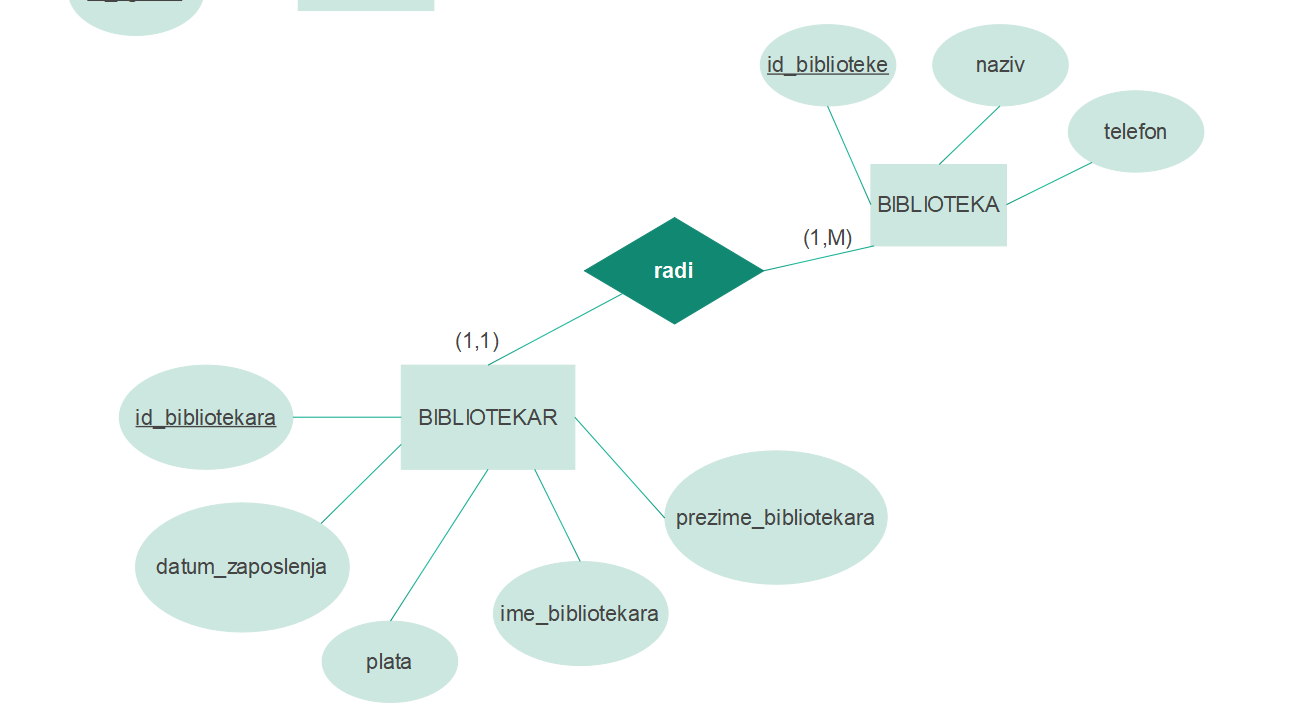 id_biblioteke
naziv
telefon
BIBLIOTEKA
(1,M)
radi
(1,1)
id_bibliotekara
BIBLIOTEKAR
prezime_bibliotekara
datum_zaposlenja
ime_bibliotekara
plata